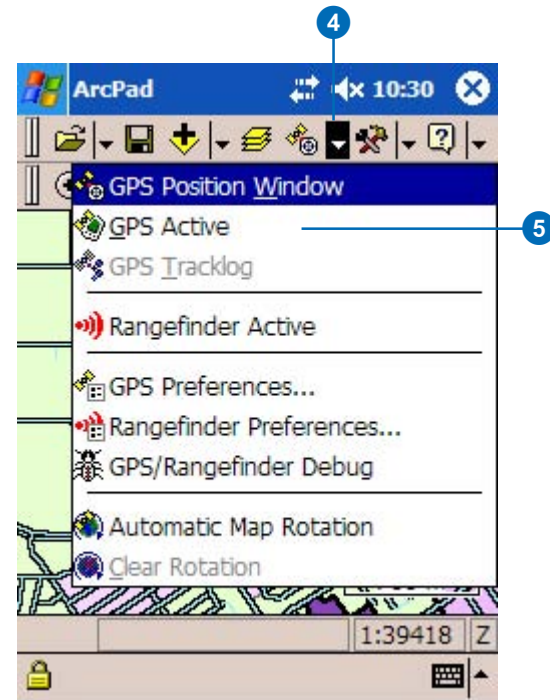 4
ArcPad 10:30
GPS Position Window
GPS Active
5
GPS Tracklog
Rangefinder Active
GPS Preferences...
Rangefinder Preferences...
GPS/Rangefinder Debug
Automatic Map Rotation
Clear Rotation
1:39418 Z